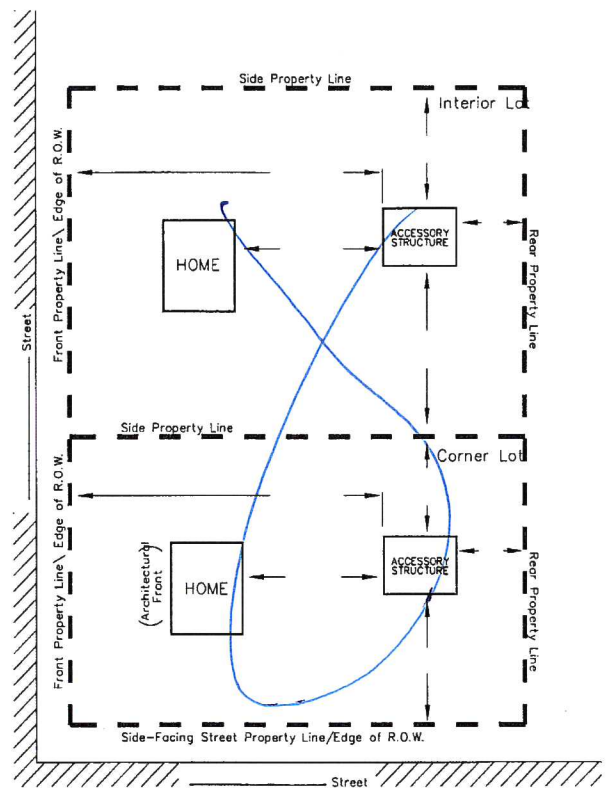 Side Property Line
Interior Lot
Front Property Line\ Edge of R.O.W.
ACCESSORY
STRUCTURE
HOME
Rear Property Line
Street
Side Property Line
Corner Lot
Front Property Line\ Edge of R.O.W.
(Architectural
Front)
HOME
ACCESSORY
STRUCTURE
Rear Property Line
Side-Facing Street Property Line/Edge of R.O.W.
Street